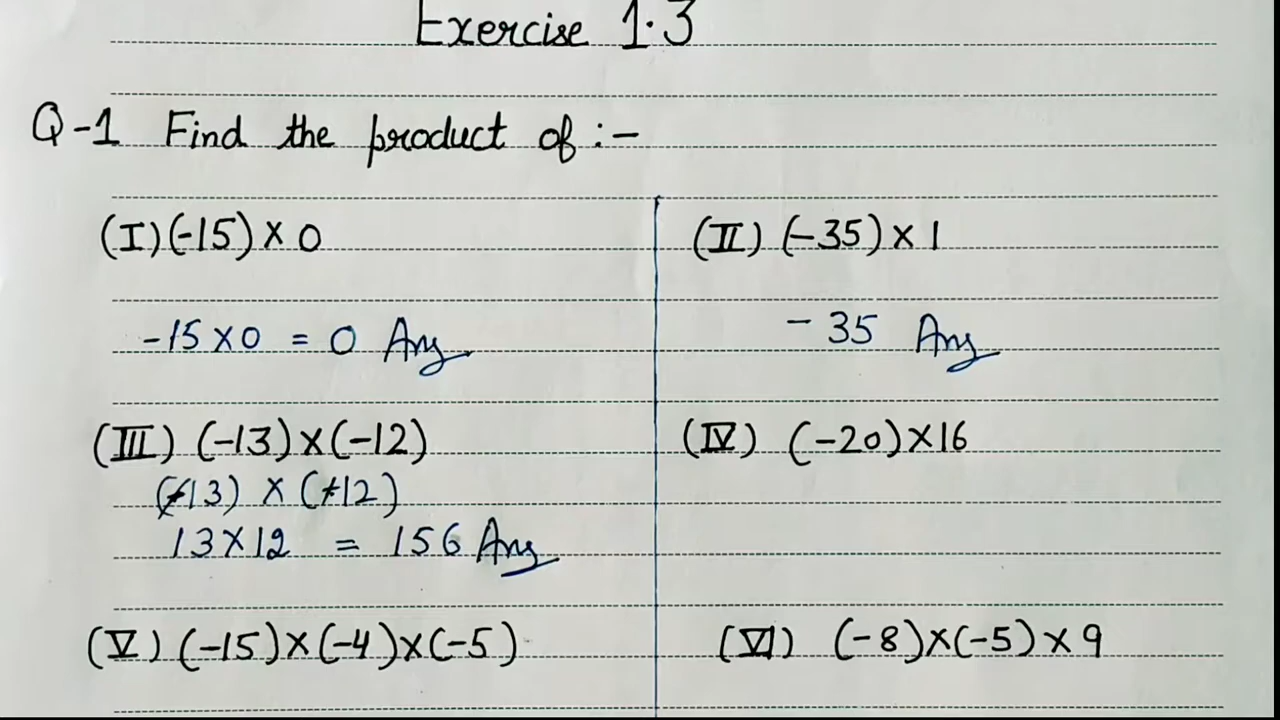 Exercise 1.3
Q-1 Find the product of :-
(I) (-15) × 0
-15 × 0 = 0 Ans
(II) (-35) × 1
-35 Ans
(III) (-13) × (-12)
(-13) × (-12)
13 × 12 = 156 Ans
(IV) (-20) × 16
(V) (-15) × (-4) × (-5)
(VI) (-8) × (-5) × 9